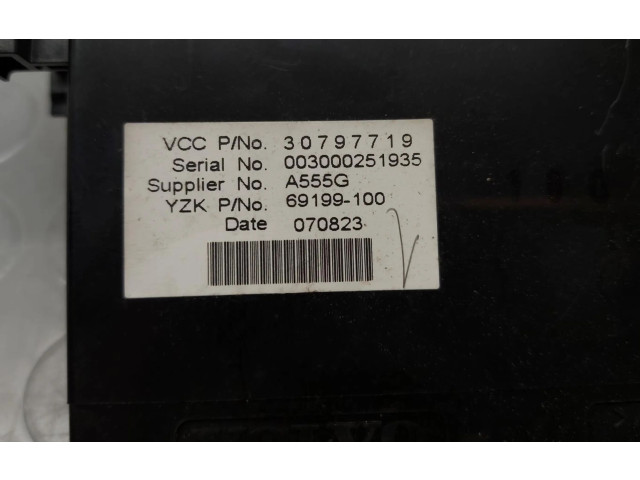 VCC P/No. 30797719
Serial No. 003000251935
Supplier No. A555G
YZK P/No. 69199-100
Date 070823